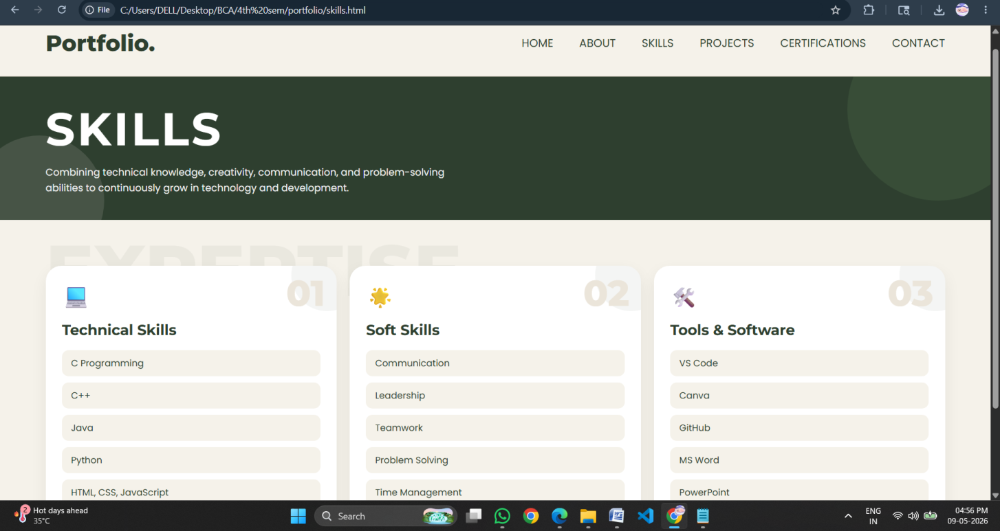 File C:/Users/DELL/Desktop/BCA/4th%20sem/portfolio/skills.html
Portfolio.
HOME ABOUT SKILLS PROJECTS CERTIFICATIONS CONTACT
SKILLS
Combining technical knowledge, creativity, communication, and problem-solving
abilities to continuously grow in technology and development.
EXPERTISE
01
Technical Skills
C Programming
C++
Java
Python
HTML, CSS, JavaScript
02
Soft Skills
Communication
Leadership
Teamwork
Problem Solving
Time Management
03
Tools & Software
VS Code
Canva
GitHub
MS Word
PowerPoint
2
Hot days ahead
35°C
Search
ENG
IN
04:56 PM
09-05-2026